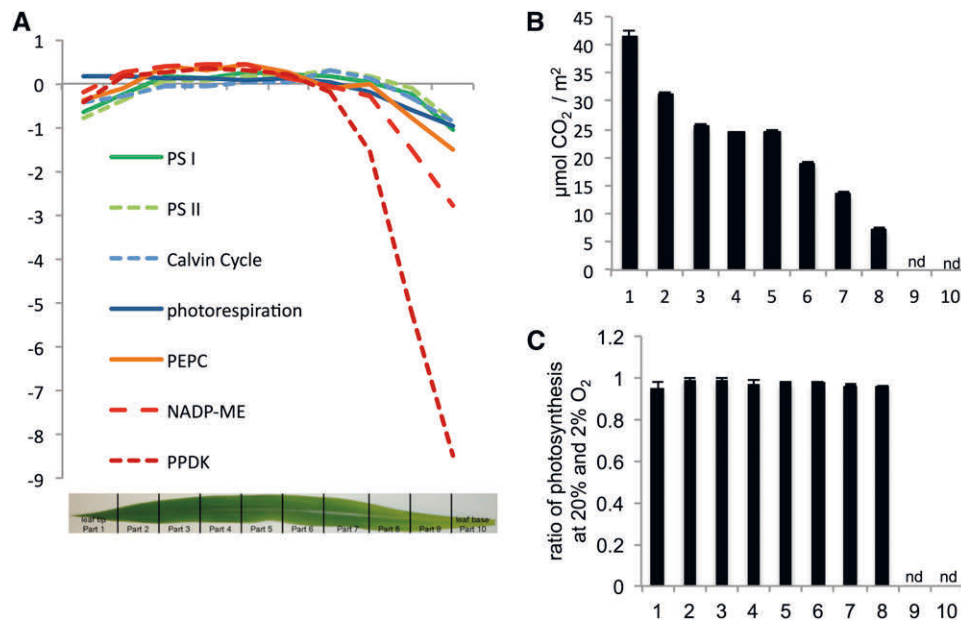 A
1
0
-1
-2
-3
-4
-5
-6
-7
-8
-9
PS I
PS II
Calvin Cycle
photorespiration
PEPC
NADP-ME
PPDK
leaf tip leaf base
Part 1 Part 2 Part 3 Part 4 Part 5 Part 6 Part 7 Part 8 Part 9 Part 10
B
µmol CO2 / m²
45
40
35
30
25
20
15
10
5
0
nd nd
1 2 3 4 5 6 7 8 9 10
C
ratio of photosynthesis
at 20% and 2% O2
1.2
1
0.8
0.6
0.4
0.2
0
nd nd
1 2 3 4 5 6 7 8 9 10